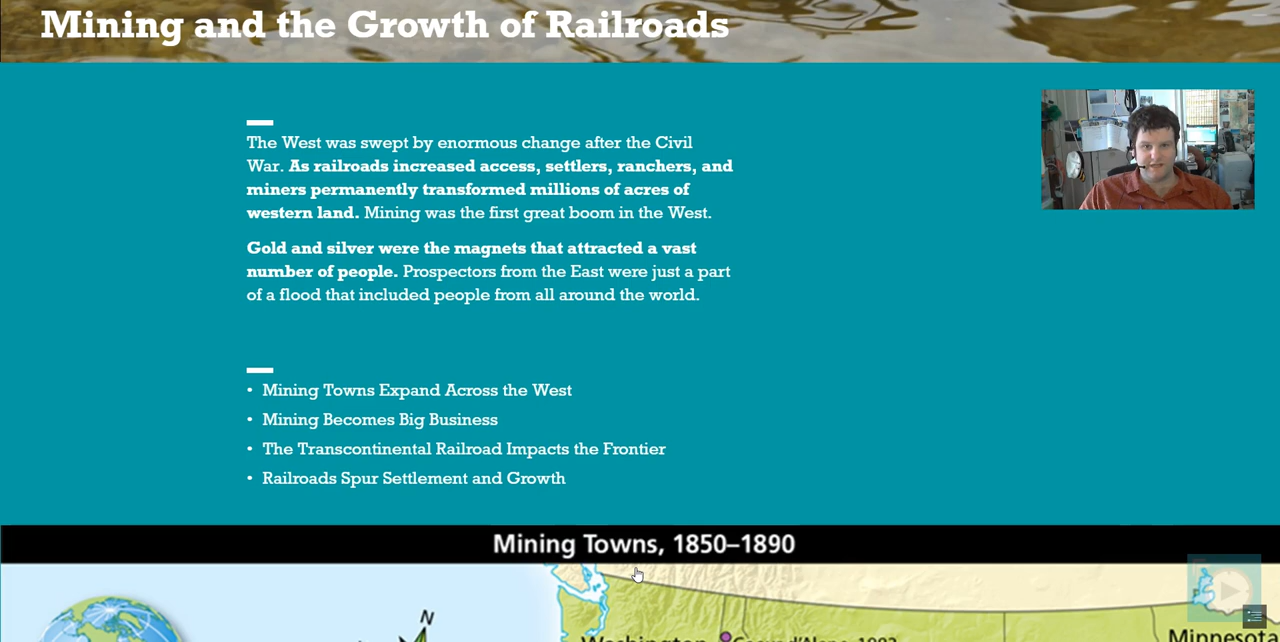 Mining and the Growth of Railroads
The West was swept by enormous change after the Civil
War. As railroads increased access, settlers, ranchers, and
miners permanently transformed millions of acres of
western land. Mining was the first great boom in the West.
Gold and silver were the magnets that attracted a vast
number of people. Prospectors from the East were just a part
of a flood that included people from all around the world.
• Mining Towns Expand Across the West
• Mining Becomes Big Business
• The Transcontinental Railroad Impacts the Frontier
• Railroads Spur Settlement and Growth
Mining Towns, 1850–1890
N
Washington
Minnesota